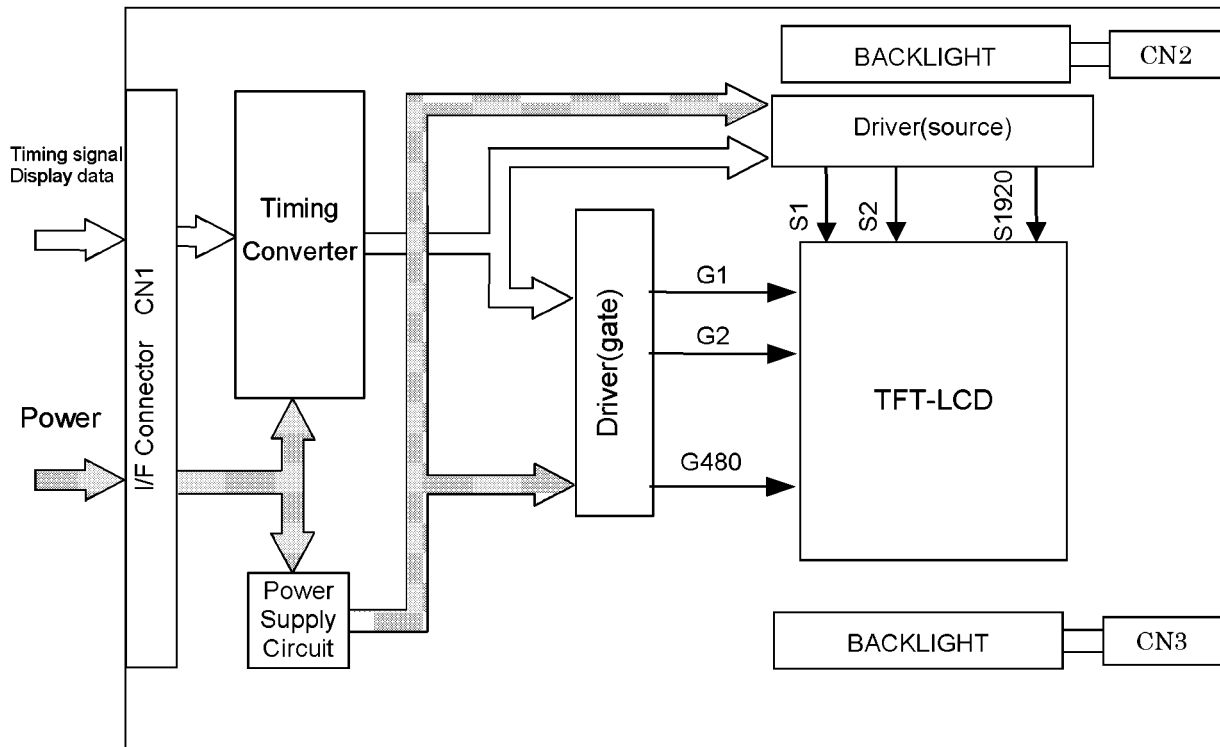 BACKLIGHT
CN2
Driver(source)
Timing signal
Display data
S1
S2
S1920
Timing
Converter
I/F Connector CN1
Driver(gate)
G1
G2
G480
TFT-LCD
Power
Power
Supply
Circuit
BACKLIGHT
CN3